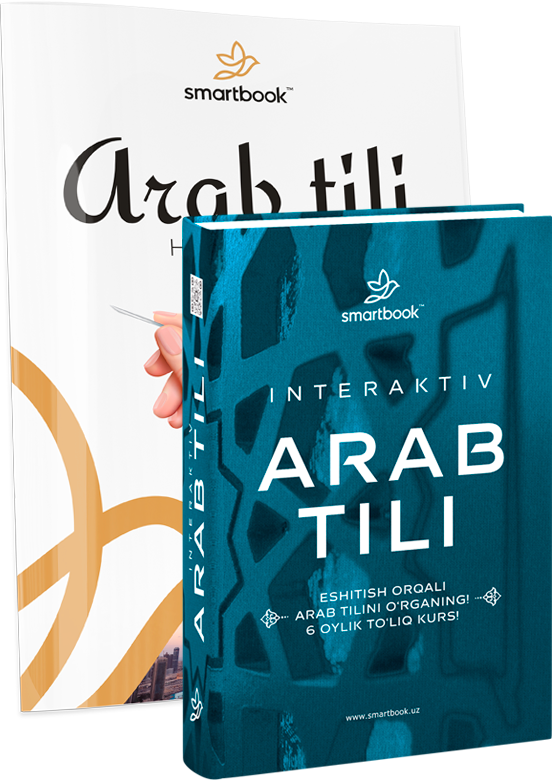 smartbook™
Arab tili
smartbook™
INTERAKTIV
ARAB
TILI
ESHITISH ORQALI
ARAB TILINI O'RGANING!
6 OYLIK TO'LIQ KURS!
www.smartbook.uz
INTERAKTIV
ARAB TILI